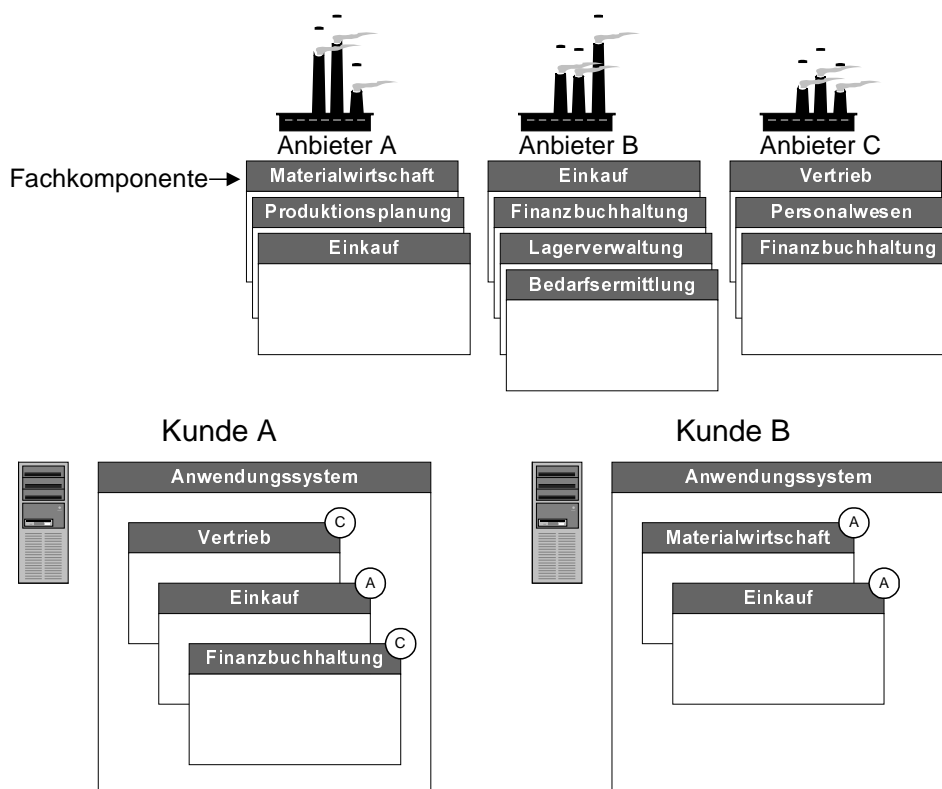 Anbieter A
Anbieter B
Anbieter C
Fachkomponente
Materialwirtschaft
Produktionsplanung
Einkauf
Einkauf
Finanzbuchhaltung
Lagerverwaltung
Bedarfsermittlung
Vertrieb
Personalwesen
Finanzbuchhaltung
Kunde A
Anwendungssystem
Vertrieb
C
Einkauf
A
Finanzbuchhaltung
C
Kunde B
Anwendungssystem
Materialwirtschaft
A
Einkauf
A